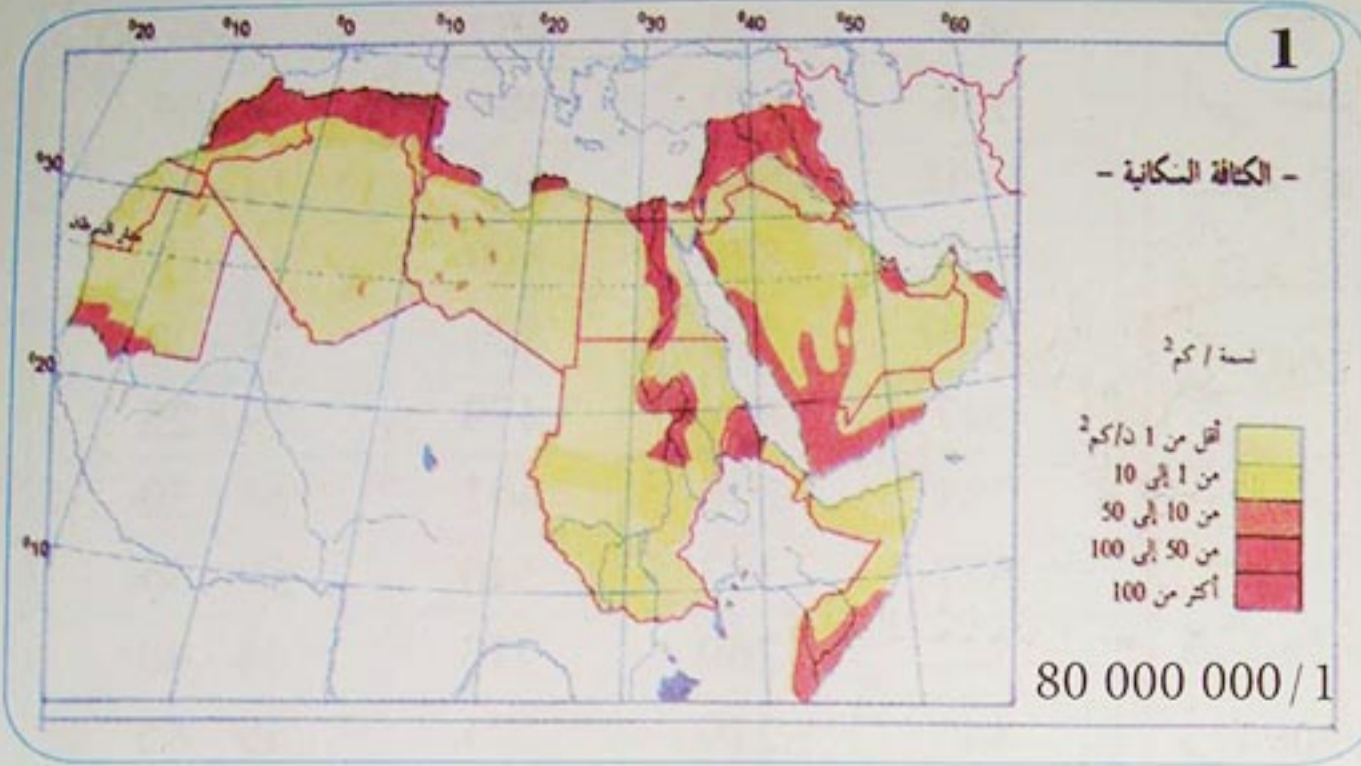 °20 °10 °0 °10 °20 °30 °40 °50 °60
1
- الكثافة السكانية -
°30
°20
°10
نسمة / كم²
أقل من 1 ن/كم²
من 1 إلى 10
من 10 إلى 50
من 50 إلى 100
أكثر من 100
80 000 000 / 1